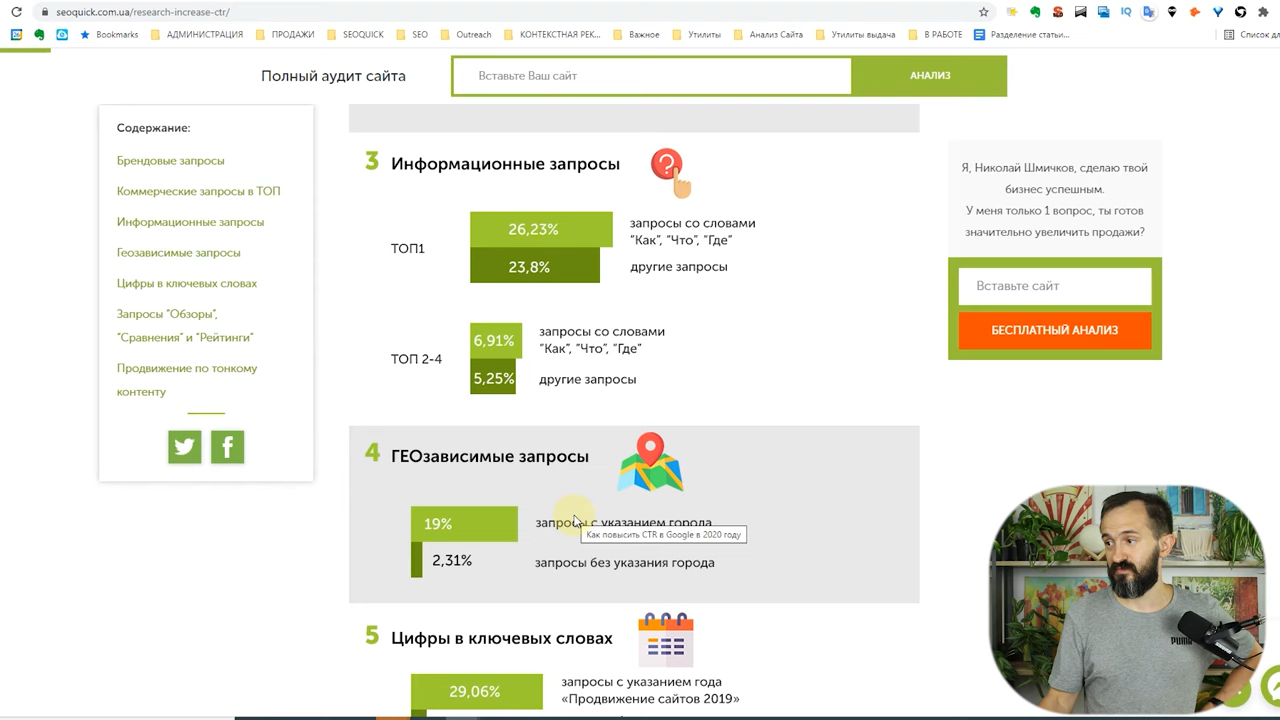 seoquick.com.ua/research-increase-ctr/
Bookmarks АДМИНИСТРАЦИЯ ПРОДАЖИ SEOQUICK SEO Outreach КОНТЕКСТНАЯ РЕК... Важное Утилиты Анализ Сайта Утилиты выдача В РАБОТЕ Разделение статьи... Список дл
Полный аудит сайта
Вставьте Ваш сайт
АНАЛИЗ
Содержание:
Брендовые запросы
Коммерческие запросы в ТОП
Информационные запросы
Геозависимые запросы
Цифры в ключевых словах
Запросы "Обзоры",
"Сравнения" и "Рейтинги"
Продвижение по тонкому
контенту
3 Информационные запросы
ТОП1
26,23%
запросы со словами
"Как", "Что", "Где"
23,8%
другие запросы
ТОП 2-4
6,91%
запросы со словами
"Как", "Что", "Где"
5,25%
другие запросы
4 ГЕОзависимые запросы
19%
запросы с указанием города
Как повысить CTR в Google в 2020 году
2,31%
запросы без указания города
5 Цифры в ключевых словах
29,06%
запросы с указанием года
«Продвижение сайтов 2019»
Я, Николай Шмичков, сделаю твой
бизнес успешным.
У меня только 1 вопрос, ты готов
значительно увеличить продажи?
Вставьте сайт
БЕСПЛАТНЫЙ АНАЛИЗ
PUMA